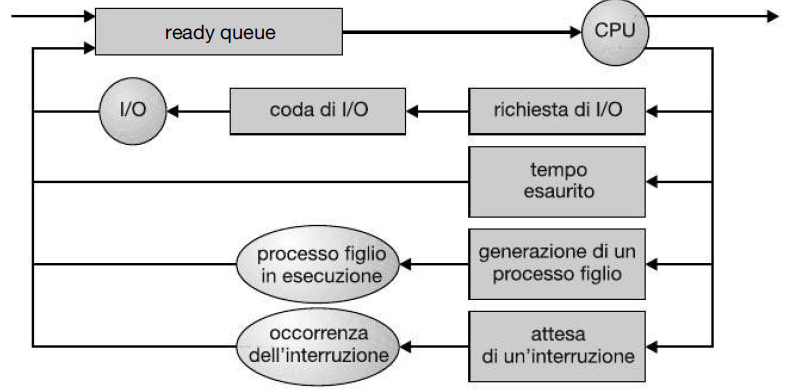 ready queue
CPU
I/O
coda di I/O
richiesta di I/O
tempo
esaurito
processo figlio
in esecuzione
generazione di un
processo figlio
occorrenza
dell'interruzione
attesa
di un'interruzione